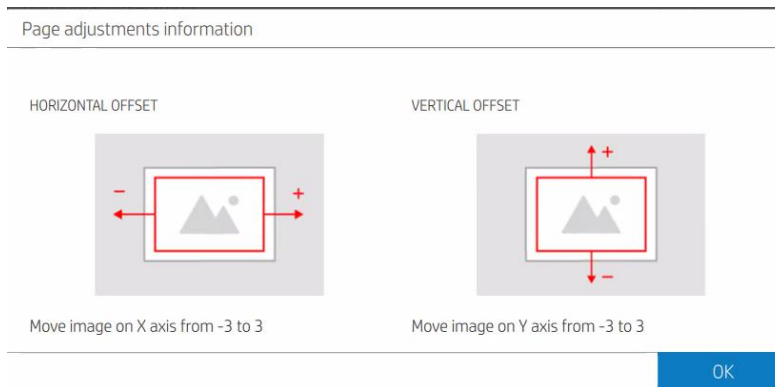 Page adjustments information
HORIZONTAL OFFSET
VERTICAL OFFSET
- +
+
-
Move image on X axis from -3 to 3
Move image on Y axis from -3 to 3
OK